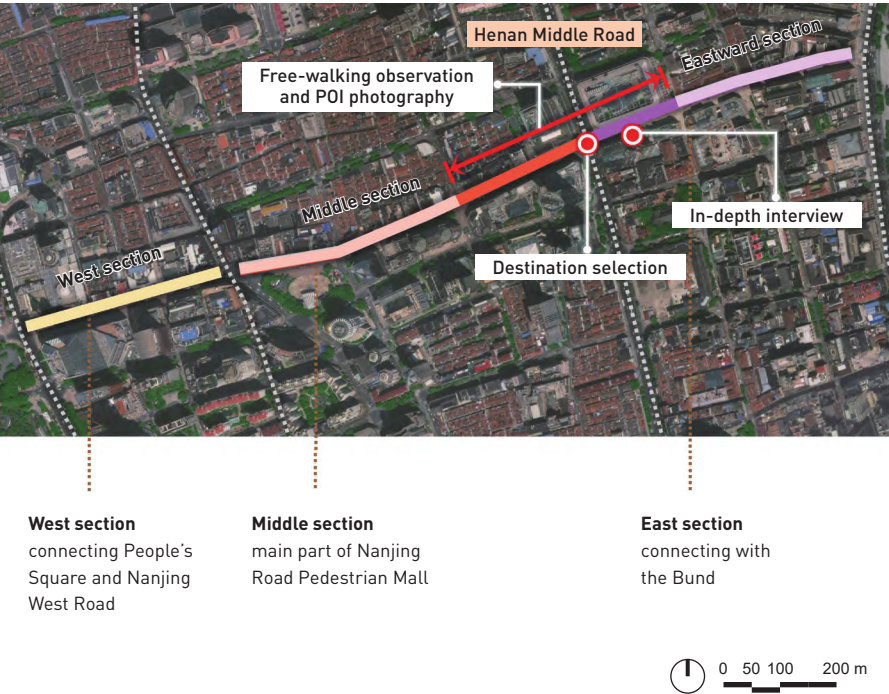 Henan Middle Road
Eastward section
Free-walking observation
and POI photography
Middle section
In-depth interview
West section
Destination selection
West section
connecting People's
Square and Nanjing
West Road
Middle section
main part of Nanjing
Road Pedestrian Mall
East section
connecting with
the Bund
0 50 100 200 m